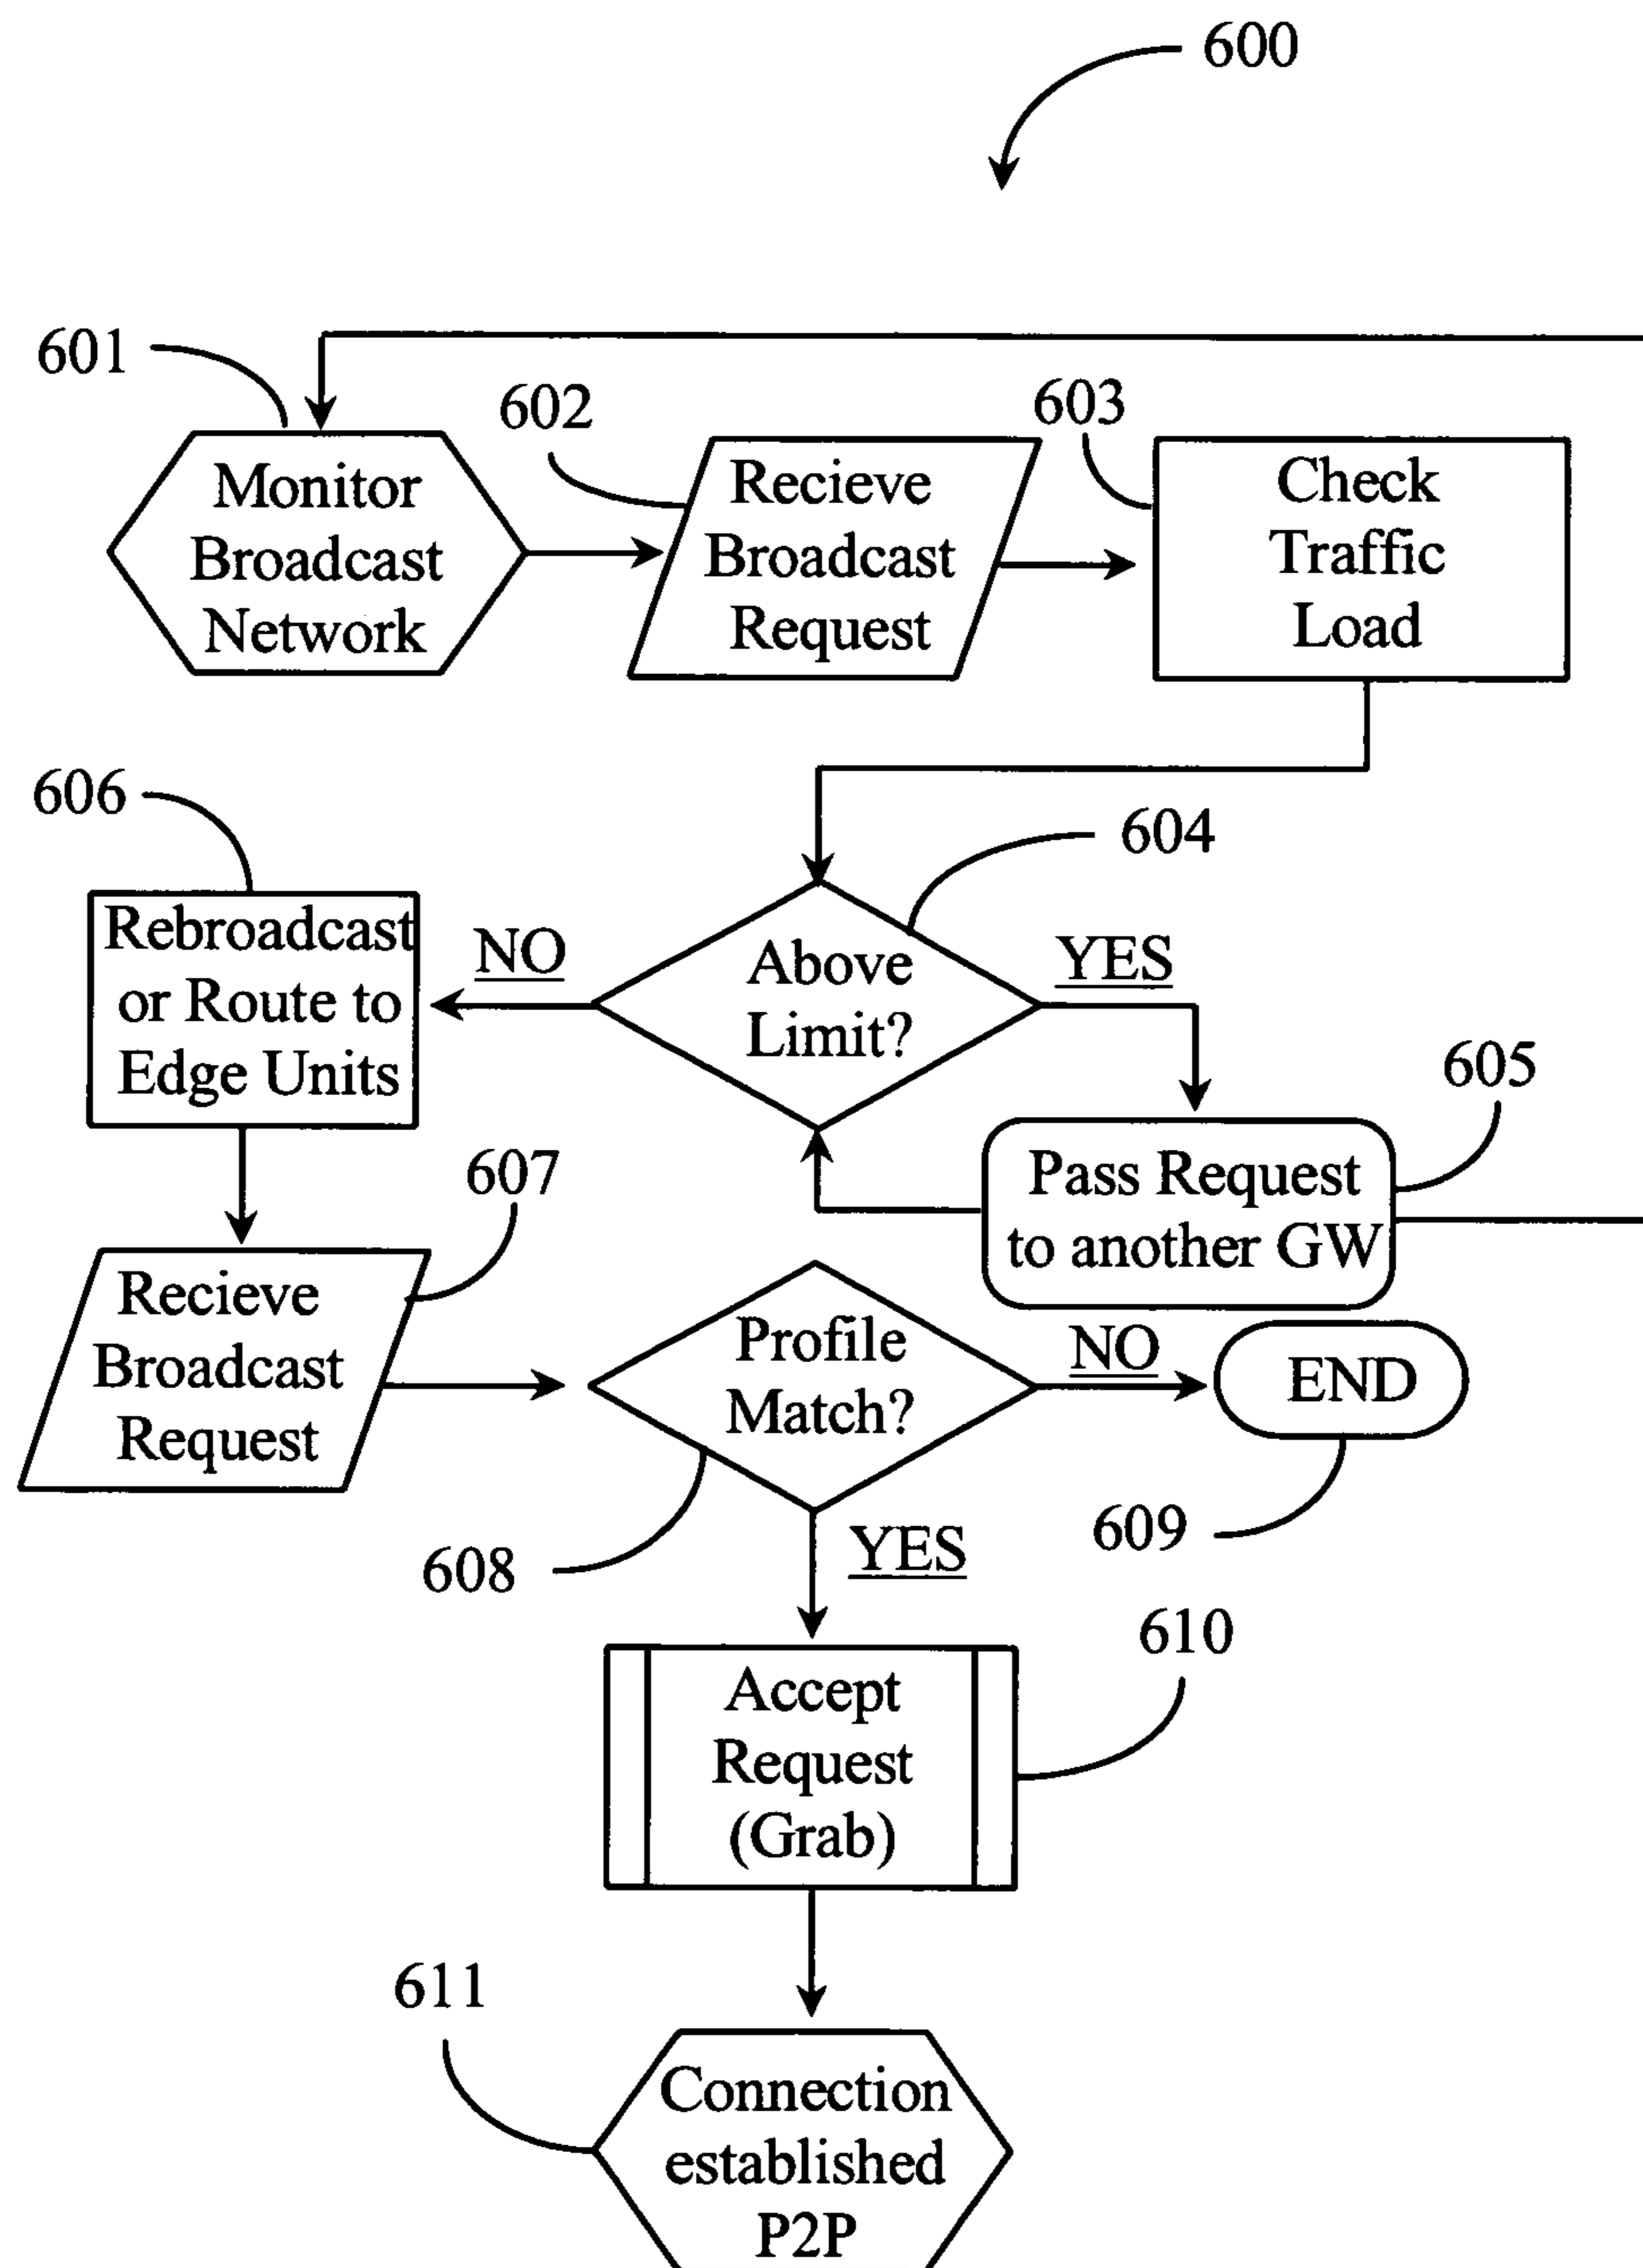 600
601
602
603
Monitor
Broadcast
Network
Recieve
Broadcast
Request
Check
Traffic
Load
606
604
Rebroadcast
or Route to
Edge Units
NO
Above
Limit?
YES
605
Pass Request
to another GW
607
Recieve
Broadcast
Request
Profile
Match?
NO
END
608
YES
609
610
Accept
Request
(Grab)
611
Connection
established
P2P